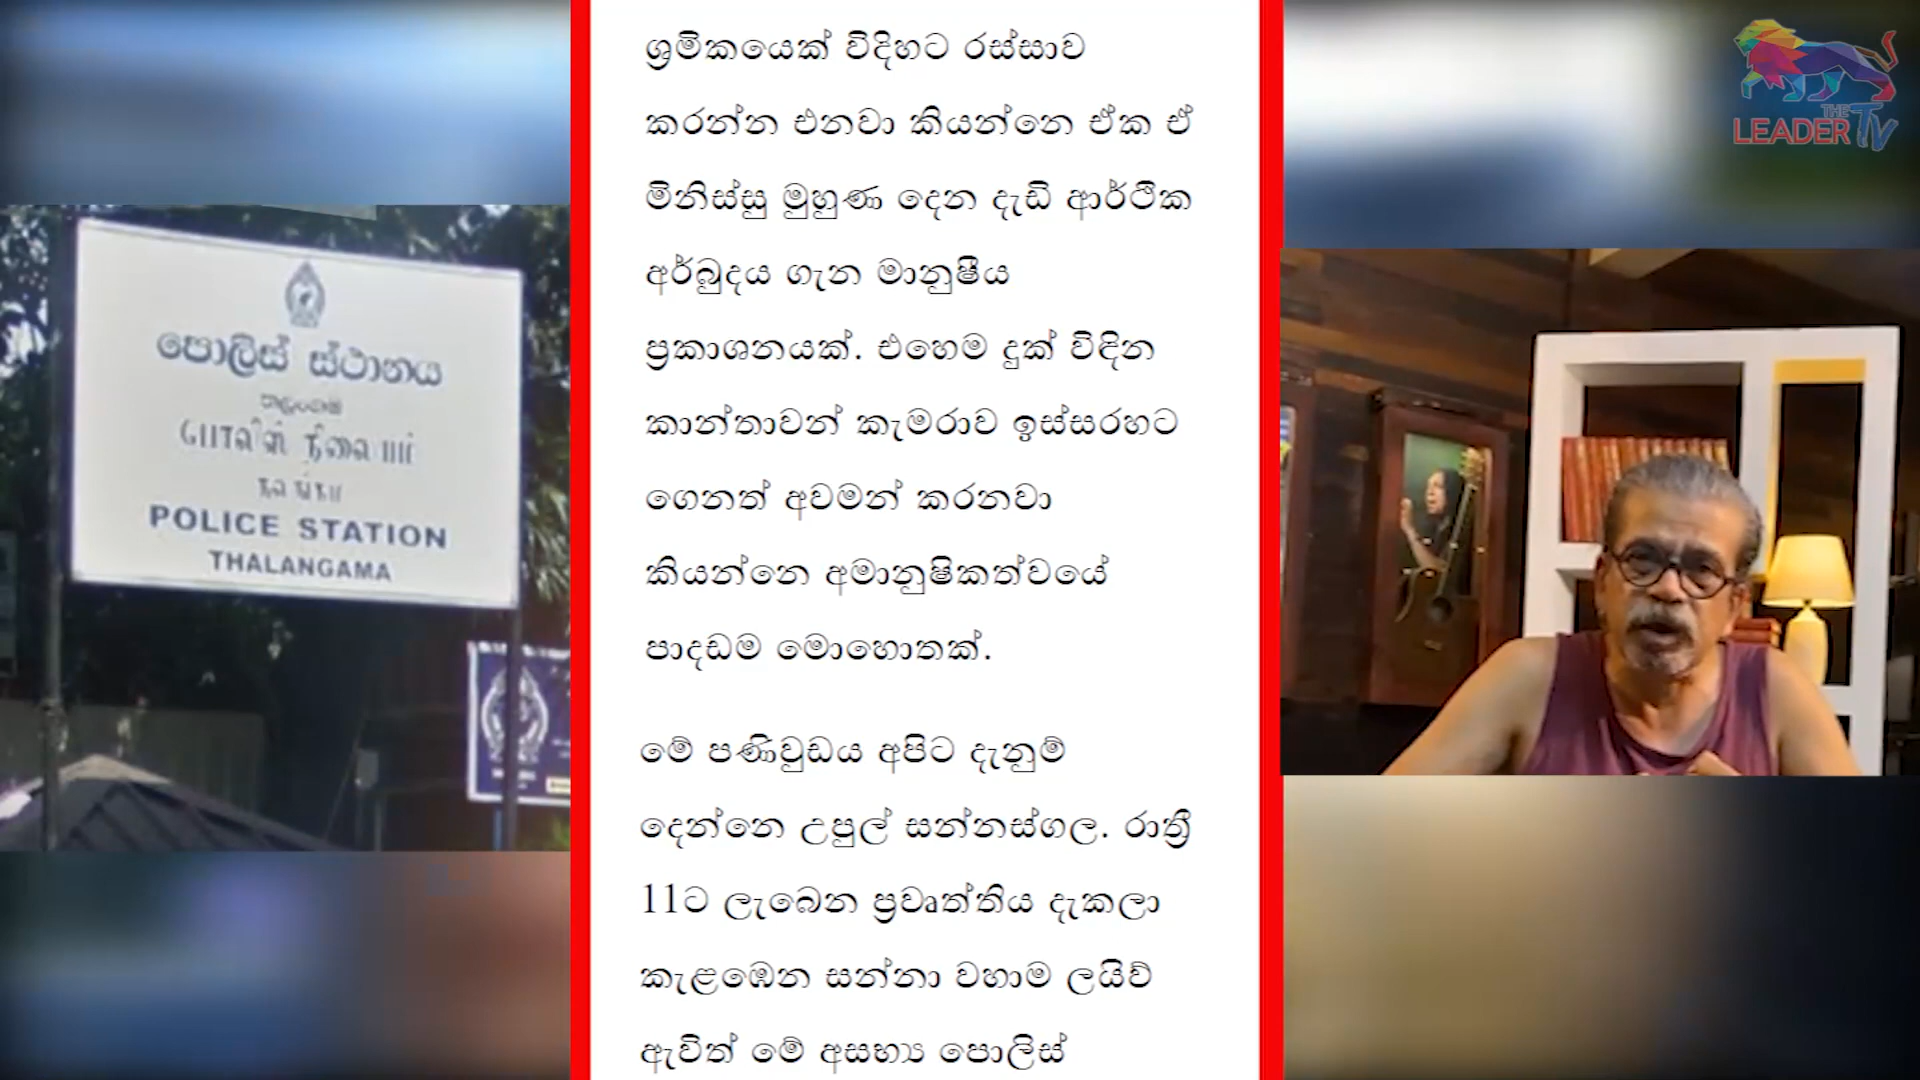 පොලිස් ස්ථානය
தலங்கம
POLICE STATION
THALANGAMA
ශ්‍රමිකයෙක් විදිහට රස්සාව
කරන්න එනවා කියන්නෙ ඒක ඒ
මිනිස්සු මුහුණ දෙන දැඩි ආර්ථික
අර්බුදය ගැන මානුෂීය
ප්‍රකාශනයක්. එහෙම දුක් විඳින
කාන්තාවන් කැමරාව ඉස්සරහට
ගෙනත් අවමන් කරනවා
කියන්නෙ අමානුෂිකත්වයේ
පාදඩම මොහොතක්.
මේ පණිවුඩය අපිට දැනුම්
දෙන්නෙ උපුල් සන්නස්ගල. රාත්‍රී
11ට ලැබෙන ප්‍රවෘත්තිය දැකලා
කැළඹෙන සන්නා වහාම ලයිව්
ඇවිත් මේ අසභ්‍ය පොලිස්
THE
LEADER TV